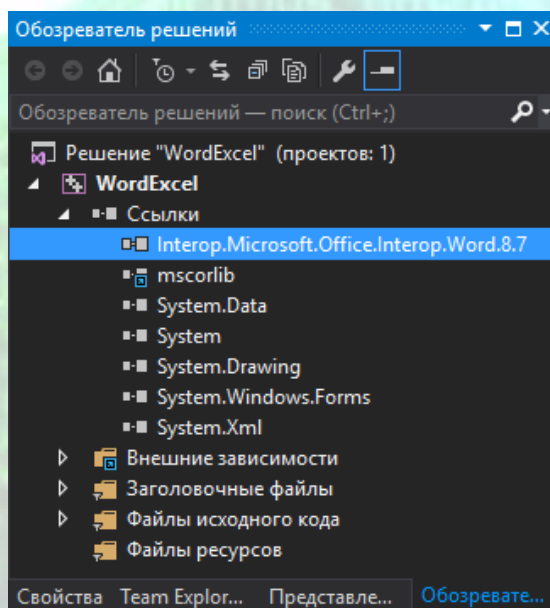 Обозреватель решений
Обозреватель решений — поиск (Ctrl+;)
Решение "WordExcel" (проектов: 1)
WordExcel
Ссылки
Interop.Microsoft.Office.Interop.Word.8.7
mscorlib
System.Data
System
System.Drawing
System.Windows.Forms
System.Xml
Внешние зависимости
Заголовочные файлы
Файлы исходного кода
Файлы ресурсов
Свойства Team Explor... Представле... Обозревате...